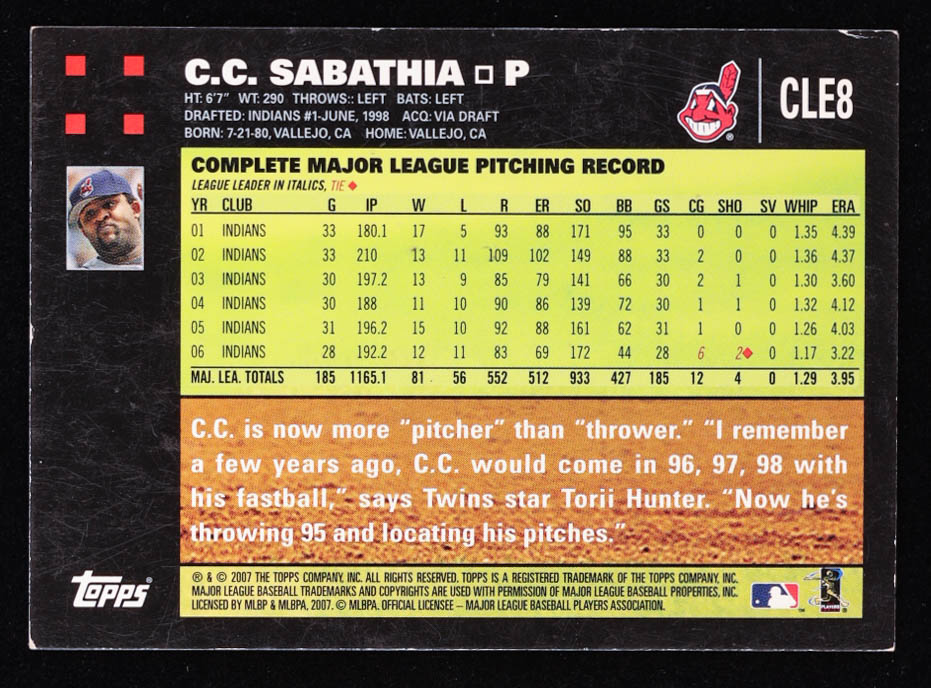 C.C. SABATHIA □ P
HT: 6'7" WT: 290 THROWS:: LEFT BATS: LEFT
DRAFTED: INDIANS #1-JUNE, 1998 ACQ: VIA DRAFT
BORN: 7-21-80, VALLEJO, CA HOME: VALLEJO, CA
CLE8
COMPLETE MAJOR LEAGUE PITCHING RECORD
LEAGUE LEADER IN ITALICS, TIE ◆
YR CLUB G IP W L R ER SO BB GS CG SHO SV WHIP ERA
01 INDIANS 33 180.1 17 5 93 88 171 95 33 0 0 0 1.35 4.39
02 INDIANS 33 210 13 11 109 102 149 88 33 2 0 0 1.36 4.37
03 INDIANS 30 197.2 13 9 85 79 141 66 30 2 1 0 1.30 3.60
04 INDIANS 30 188 11 10 90 86 139 72 30 1 1 0 1.32 4.12
05 INDIANS 31 196.2 15 10 92 88 161 62 31 1 0 0 1.26 4.03
06 INDIANS 28 192.2 12 11 83 69 172 44 28 6 2◆ 0 1.17 3.22
MAJ. LEA. TOTALS 185 1165.1 81 56 552 512 933 427 185 12 4 0 1.29 3.95
C.C. is now more "pitcher" than "thrower." "I remember
a few years ago, C.C. would come in 96, 97, 98 with
his fastball," says Twins star Torii Hunter. "Now he's
throwing 95 and locating his pitches."
Topps®
® & © 2007 THE TOPPS COMPANY, INC. ALL RIGHTS RESERVED. TOPPS IS A REGISTERED TRADEMARK OF THE TOPPS COMPANY, INC.
MAJOR LEAGUE BASEBALL TRADEMARKS AND COPYRIGHTS ARE USED WITH PERMISSION OF MAJOR LEAGUE BASEBALL PROPERTIES, INC.
LICENSED BY MLBP & MLBPA, 2007. © MLBPA. OFFICIAL LICENSEE – MAJOR LEAGUE BASEBALL PLAYERS ASSOCIATION.
PLAYERS